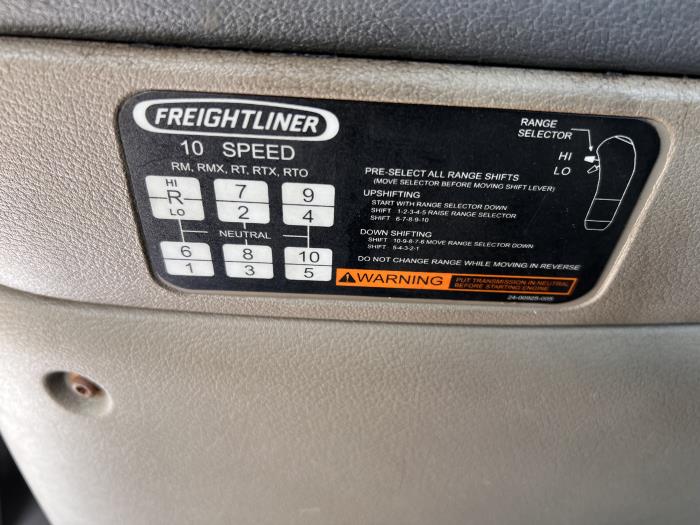 FREIGHTLINER
10 SPEED
RM, RMX, RT, RTX, RTO
HI
R
LO
7
2
9
4
NEUTRAL
6
1
8
3
10
5
PRE-SELECT ALL RANGE SHIFTS
(MOVE SELECTOR BEFORE MOVING SHIFT LEVER)
UPSHIFTING
START WITH RANGE SELECTOR DOWN
SHIFT 1-2-3-4-5 RAISE RANGE SELECTOR
SHIFT 6-7-8-9-10
DOWN SHIFTING
SHIFT 10-9-8-7-6 MOVE RANGE SELECTOR DOWN
SHIFT 5-4-3-2-1
DO NOT CHANGE RANGE WHILE MOVING IN REVERSE
WARNING
PUT TRANSMISSION IN NEUTRAL
BEFORE STARTING ENGINE
24-00925-005
RANGE
SELECTOR
HI
LO